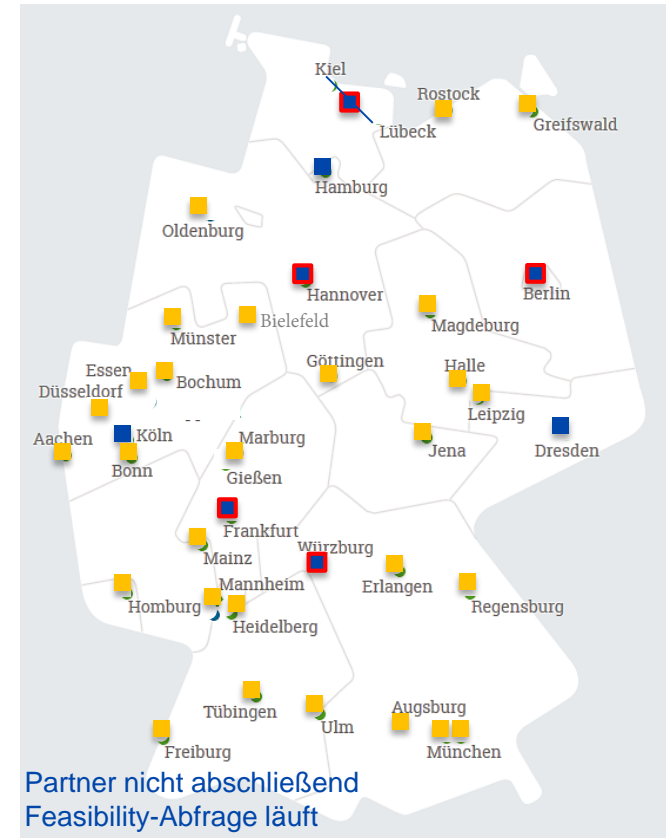 Kiel
Rostock
Greifswald
Lübeck
Hamburg
Oldenburg
Hannover
Berlin
Bielefeld
Magdeburg
Münster
Göttingen
Halle
Essen
Bochum
Düsseldorf
Leipzig
Aachen
Köln
Marburg
Jena
Dresden
Bonn
Gießen
Frankfurt
Würzburg
Mainz
Erlangen
Mannheim
Homburg
Regensburg
Heidelberg
Tübingen
Augsburg
Ulm
Freiburg
München
Partner nicht abschließend
Feasibility-Abfrage läuft